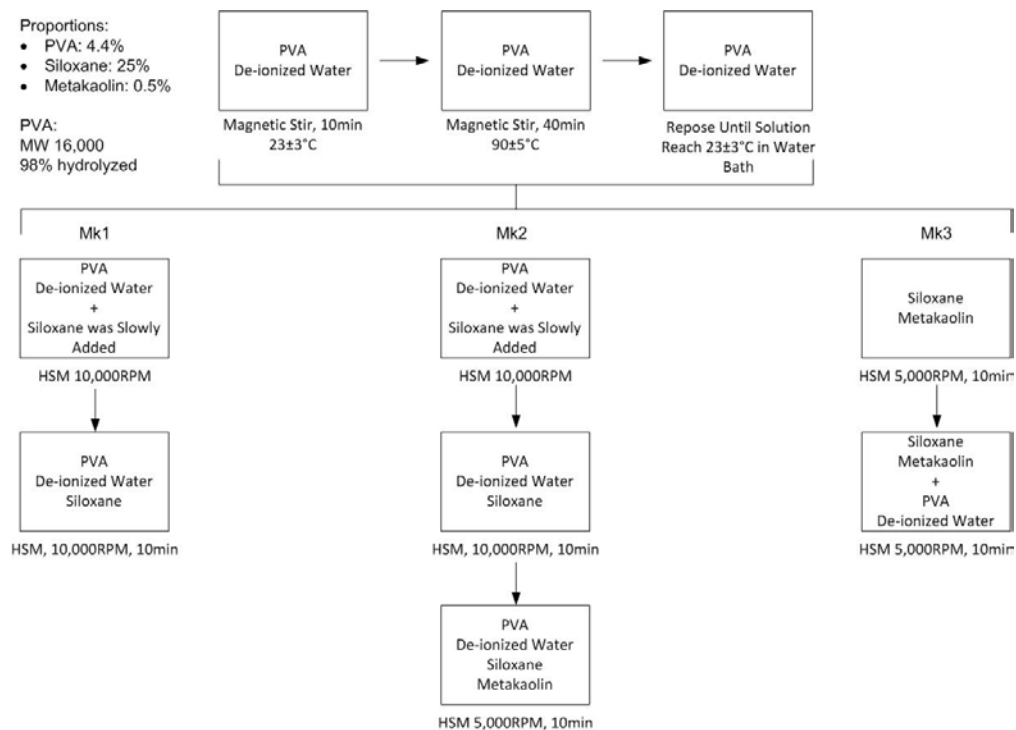 Proportions:
• PVA: 4.4%
• Siloxane: 25%
• Metakaolin: 0.5%
PVA:
MW 16,000
98% hydrolyzed
PVA
De-ionized Water
Magnetic Stir, 10min
23±3°C
PVA
De-ionized Water
Magnetic Stir, 40min
90±5°C
PVA
De-ionized Water
Repose Until Solution
Reach 23±3°C in Water
Bath
Mk1
PVA
De-ionized Water
+
Siloxane was Slowly
Added
HSM 10,000RPM
PVA
De-ionized Water
Siloxane
HSM, 10,000RPM, 10min
Mk2
PVA
De-ionized Water
+
Siloxane was Slowly
Added
HSM 10,000RPM
PVA
De-ionized Water
Siloxane
HSM, 10,000RPM, 10min
PVA
De-ionized Water
Siloxane
Metakaolin
HSM 5,000RPM, 10min
Mk3
Siloxane
Metakaolin
HSM 5,000RPM, 10min
Siloxane
Metakaolin
+
PVA
De-ionized Water
HSM 5,000RPM, 10min